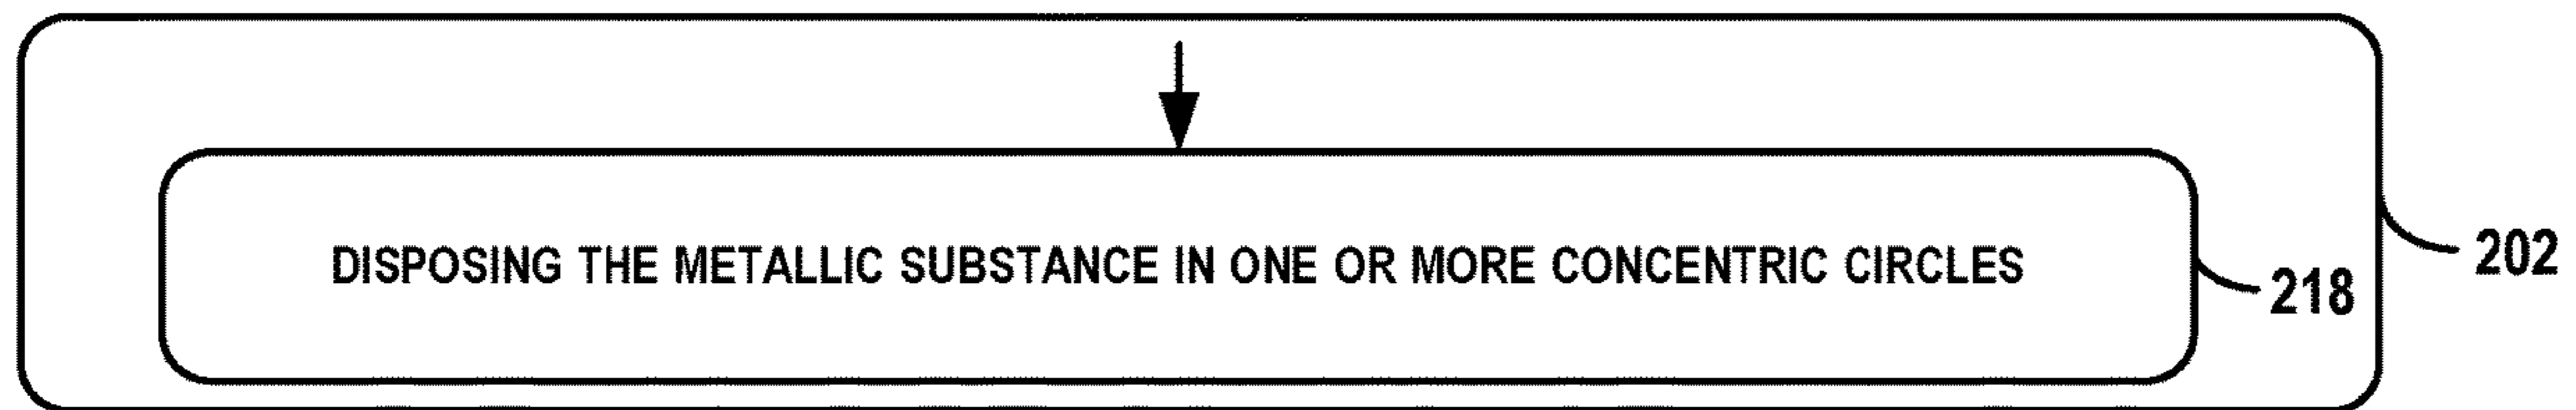 DISPOSING THE METALLIC SUBSTANCE IN ONE OR MORE CONCENTRIC CIRCLES
202
218